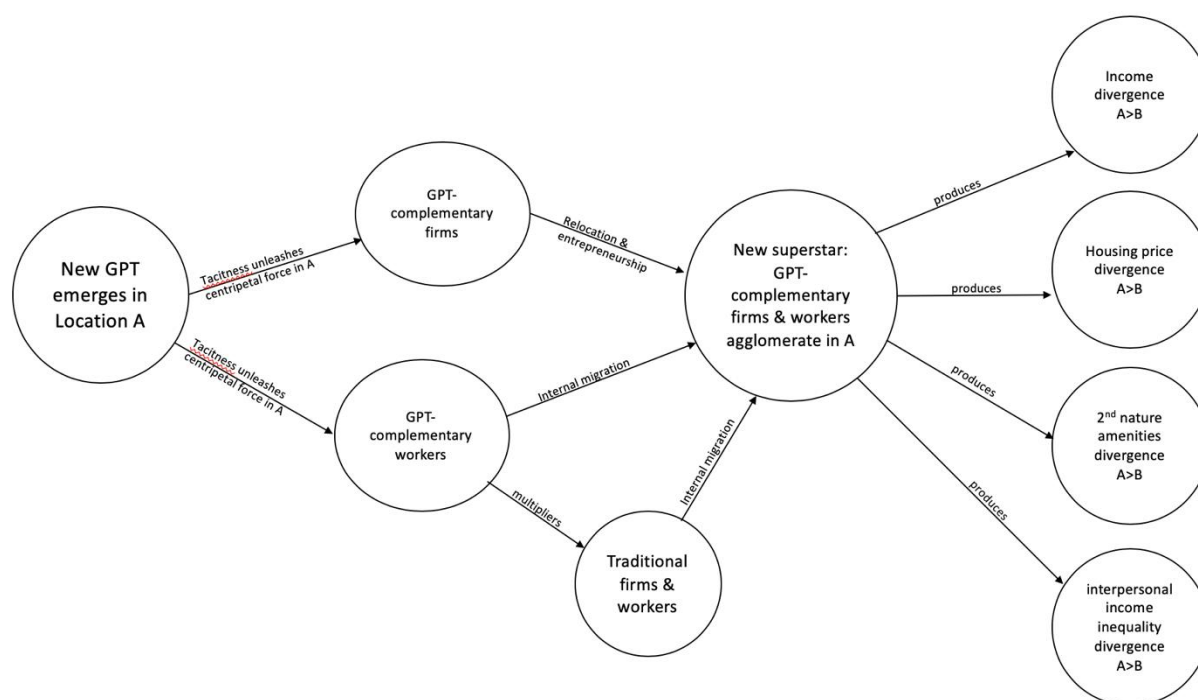 New GPT
emerges in
Location A
Tacitness unleashes
centripetal force in A
Tacitness unleashes
centripetal force in A
GPT-
complementary
firms
GPT-
complementary
workers
Relocation &
entrepreneurship
Internal migration
multipliers
Traditional
firms &
workers
Internal migration
New superstar:
GPT-
complementary
firms & workers
agglomerate in A
produces
produces
produces
produces
Income
divergence
A>B
Housing price
divergence
A>B
2nd nature
amenities
divergence
A>B
interpersonal
income
inequality
divergence
A>B